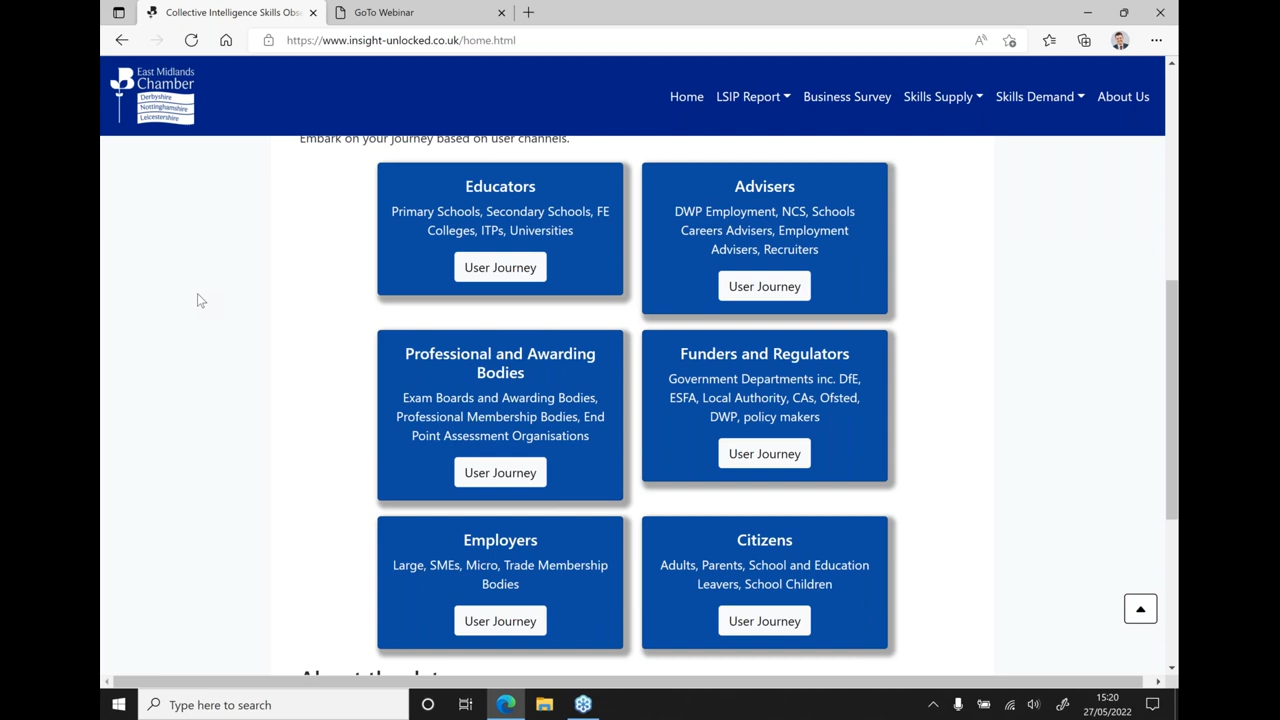 Collective Intelligence Skills Obs
GoTo Webinar
https://www.insight-unlocked.co.uk/home.html
East Midlands
Chamber
Derbyshire
Nottinghamshire
Leicestershire
Home
LSIP Report
Business Survey
Skills Supply
Skills Demand
About Us
Embark on your journey based on user channels.
Educators
Primary Schools, Secondary Schools, FE
Colleges, ITPs, Universities
User Journey
Advisers
DWP Employment, NCS, Schools
Careers Advisers, Employment
Advisers, Recruiters
User Journey
Professional and Awarding
Bodies
Exam Boards and Awarding Bodies,
Professional Membership Bodies, End
Point Assessment Organisations
User Journey
Funders and Regulators
Government Departments inc. DfE,
ESFA, Local Authority, CAs, Ofsted,
DWP, policy makers
User Journey
Employers
Large, SMEs, Micro, Trade Membership
Bodies
User Journey
Citizens
Adults, Parents, School and Education
Leavers, School Children
User Journey
Type here to search
15:20
27/05/2022